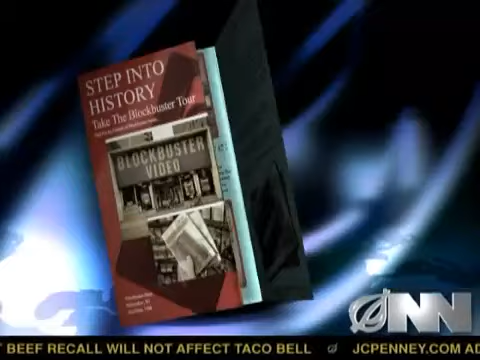 STEP INTO
HISTORY
Take The Blockbuster Tour
BLOCKBUSTER
VIDEO
NN
T BEEF RECALL WILL NOT AFFECT TACO BELL JCPENNEY.COM AD